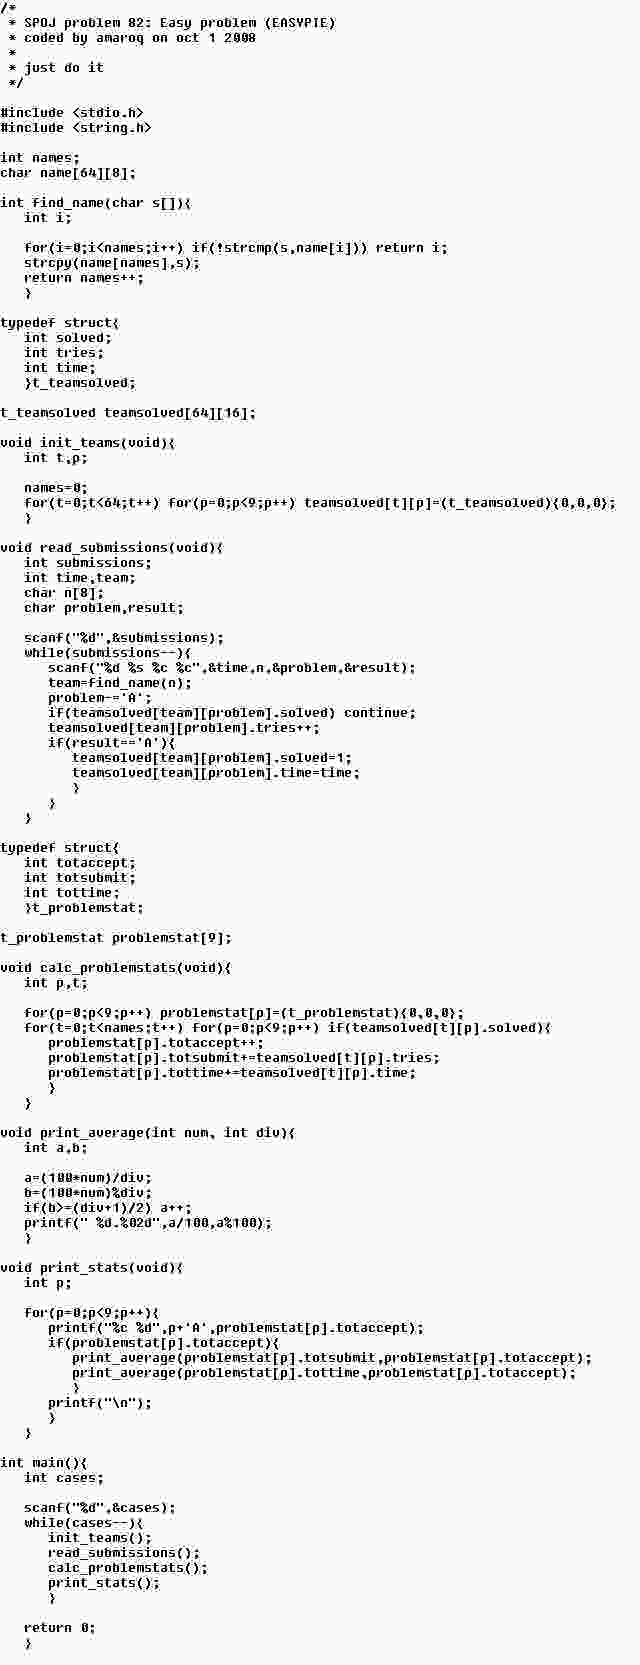 /*
 * SPOJ problem 82: Easy problem (EASYPIE)
 * coded by amaroq on oct 1 2008
 *
 * just do it
 */

#include <stdio.h>
#include <string.h>

int names;
char name[64][8];

int find_name(char s[]){
   int i;

   for(i=0;i<names;i++) if(!strcmp(s,name[i])) return i;
   strcpy(name[names],s);
   return names++;
   }

typedef struct{
   int solved;
   int tries;
   int time;
   }t_teamsolved;

t_teamsolved teamsolved[64][16];

void init_teams(void){
   int t,p;

   names=0;
   for(t=0;t<64;t++) for(p=0;p<9;p++) teamsolved[t][p]=(t_teamsolved){0,0,0};
   }

void read_submissions(void){
   int submissions;
   int time,team;
   char n[8];
   char problem,result;

   scanf("%d",&submissions);
   while(submissions--){
      scanf("%d %s %c %c",&time,n,&problem,&result);
      team=find_name(n);
      problem-='A';
      if(teamsolved[team][problem].solved) continue;
      teamsolved[team][problem].tries++;
      if(result=='A'){
         teamsolved[team][problem].solved=1;
         teamsolved[team][problem].time=time;
         }
      }
   }

typedef struct{
   int totaccept;
   int totsubmit;
   int tottime;
   }t_problemstat;

t_problemstat problemstat[9];

void calc_problemstats(void){
   int p,t;

   for(p=0;p<9;p++) problemstat[p]=(t_problemstat){0,0,0};
   for(t=0;t<names;t++) for(p=0;p<9;p++) if(teamsolved[t][p].solved){
      problemstat[p].totaccept++;
      problemstat[p].totsubmit+=teamsolved[t][p].tries;
      problemstat[p].tottime+=teamsolved[t][p].time;
      }
   }

void print_average(int num, int div){
   int a,b;

   a=(100*num)/div;
   b=(100*num)%div;
   if(b>=(div+1)/2) a++;
   printf(" %d.%02d",a/100,a%100);
   }

void print_stats(void){
   int p;

   for(p=0;p<9;p++){
      printf("%c %d",p+'A',problemstat[p].totaccept);
      if(problemstat[p].totaccept){
         print_average(problemstat[p].totsubmit,problemstat[p].totaccept);
         print_average(problemstat[p].tottime,problemstat[p].totaccept);
         }
      printf("\n");
      }
   }

int main(){
   int cases;

   scanf("%d",&cases);
   while(cases--){
      init_teams();
      read_submissions();
      calc_problemstats();
      print_stats();
      }

   return 0;
   }